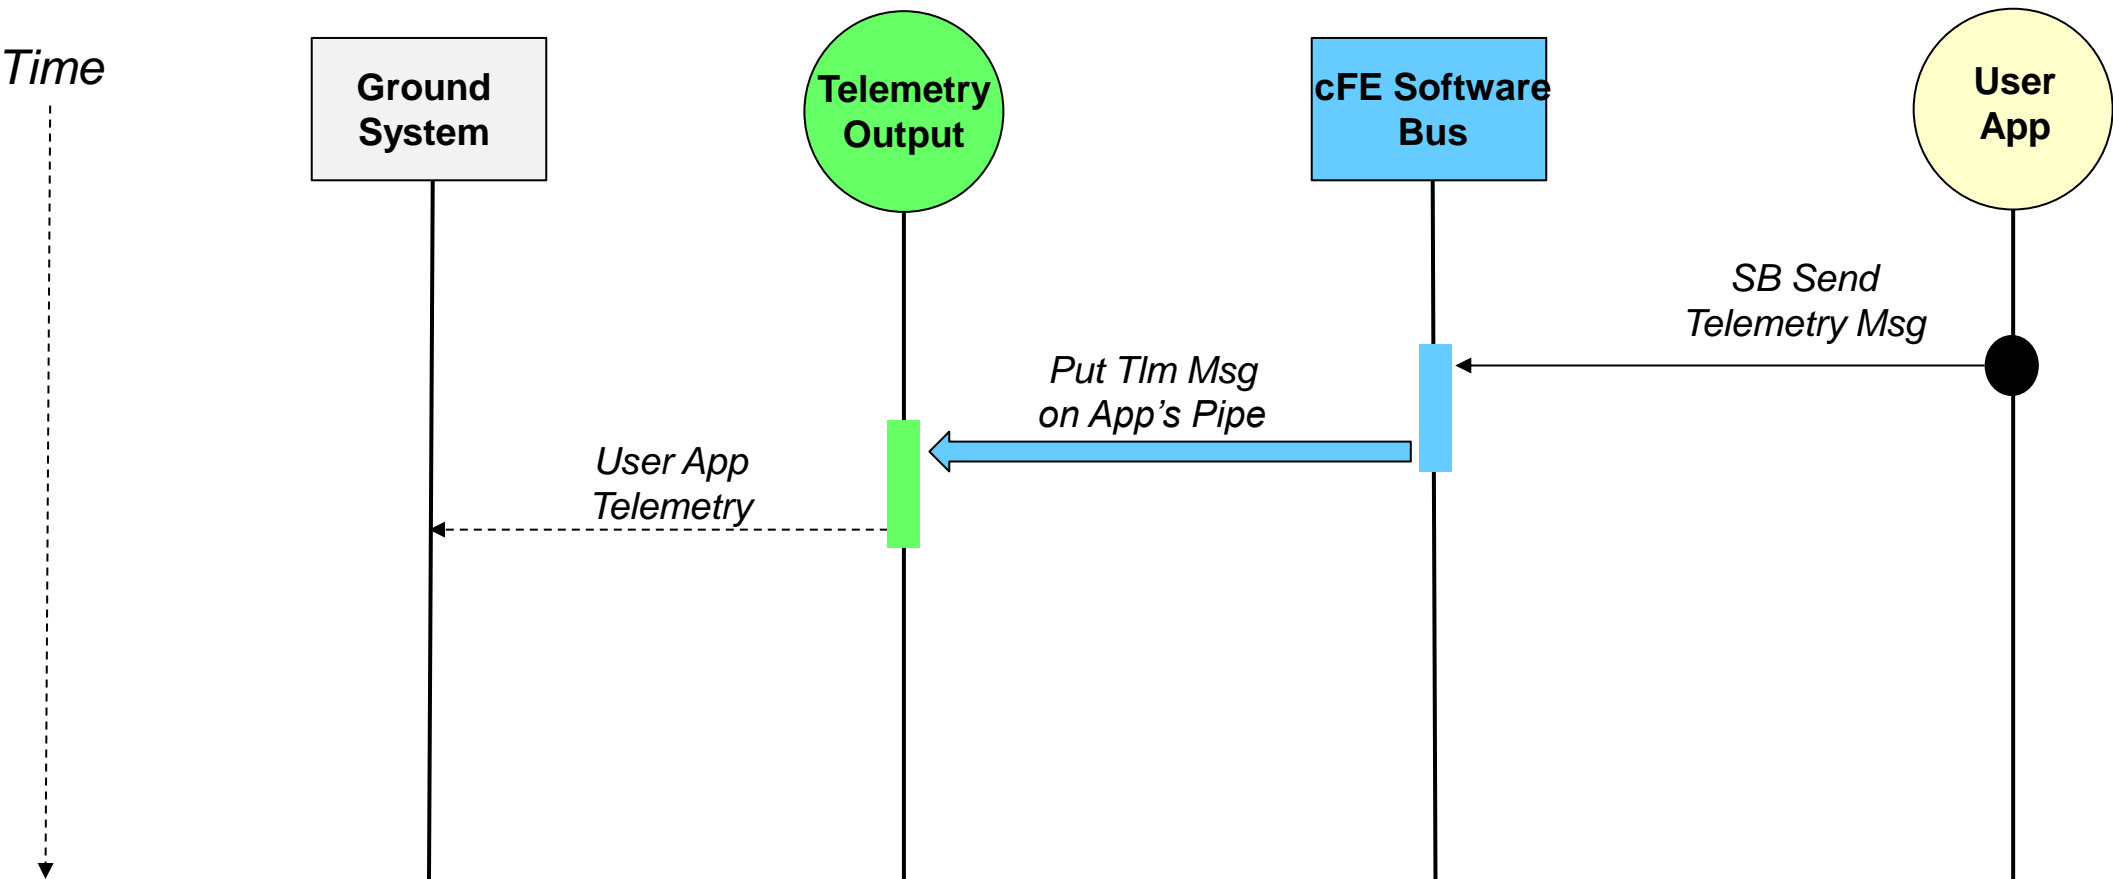 Time
Ground
System
Telemetry
Output
cFE Software
Bus
User
App
SB Send
Telemetry Msg
Put Tlm Msg
on App’s Pipe
User App
Telemetry